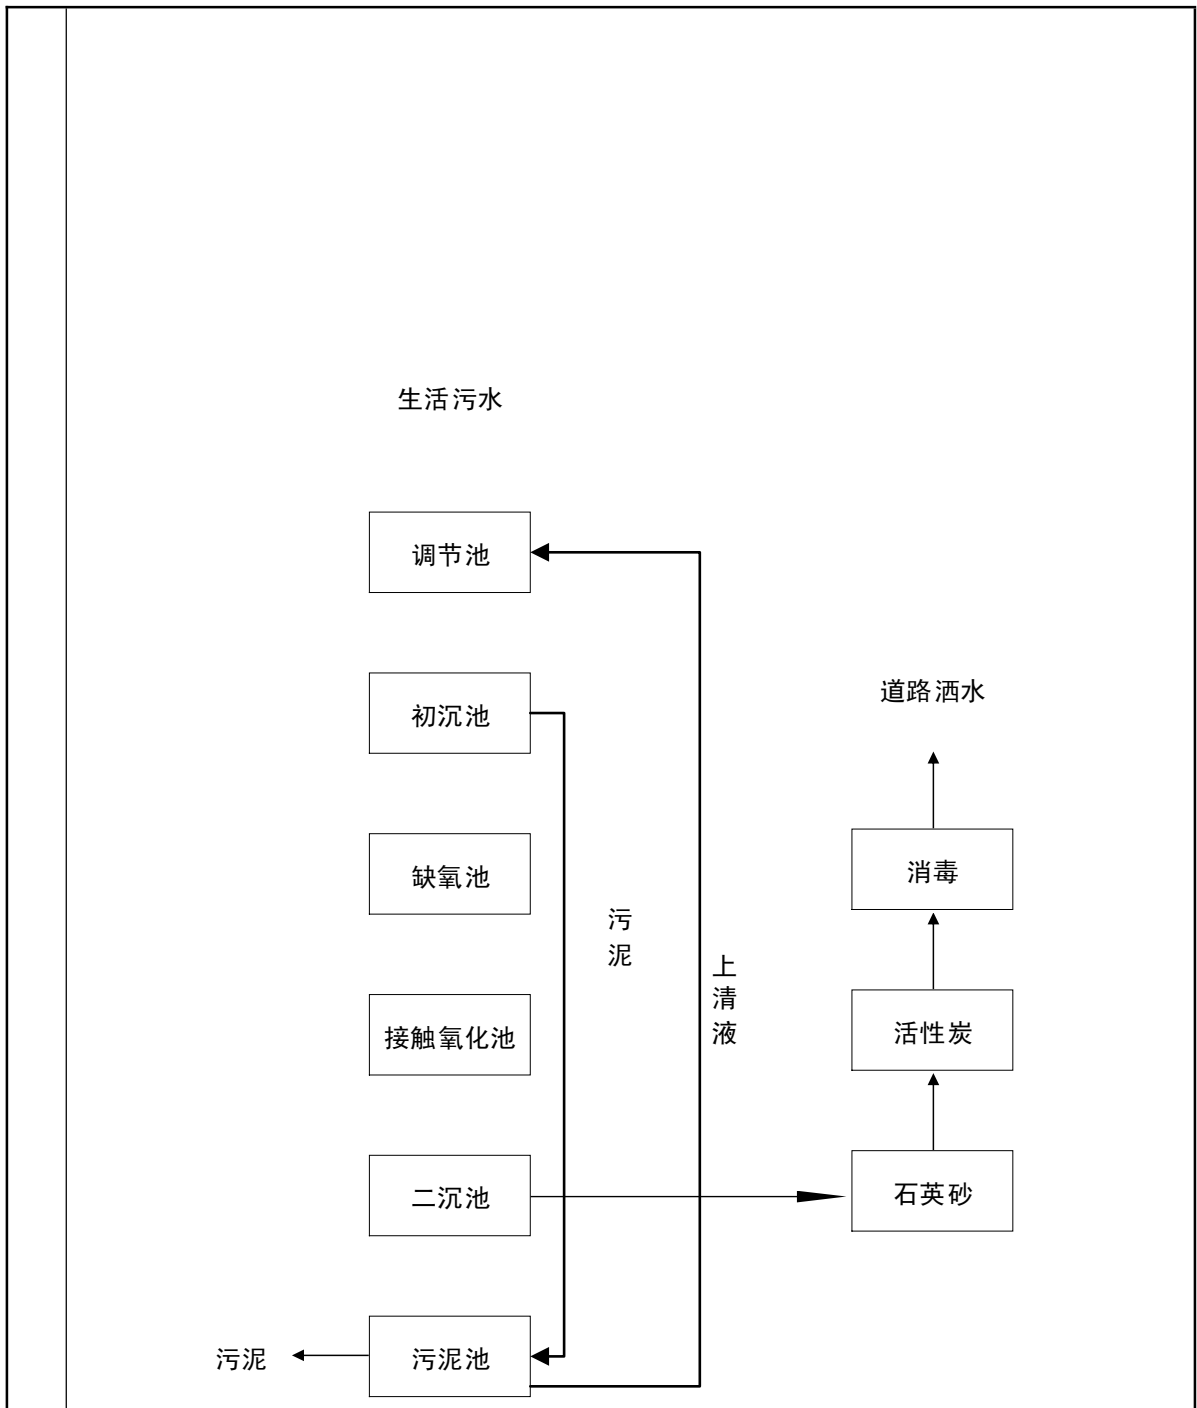 生活污水
调节池
初沉池
道路洒水
缺氧池
消毒
污
泥
上
清
液
接触氧化池
活性炭
二沉池
石英砂
污泥
污泥池